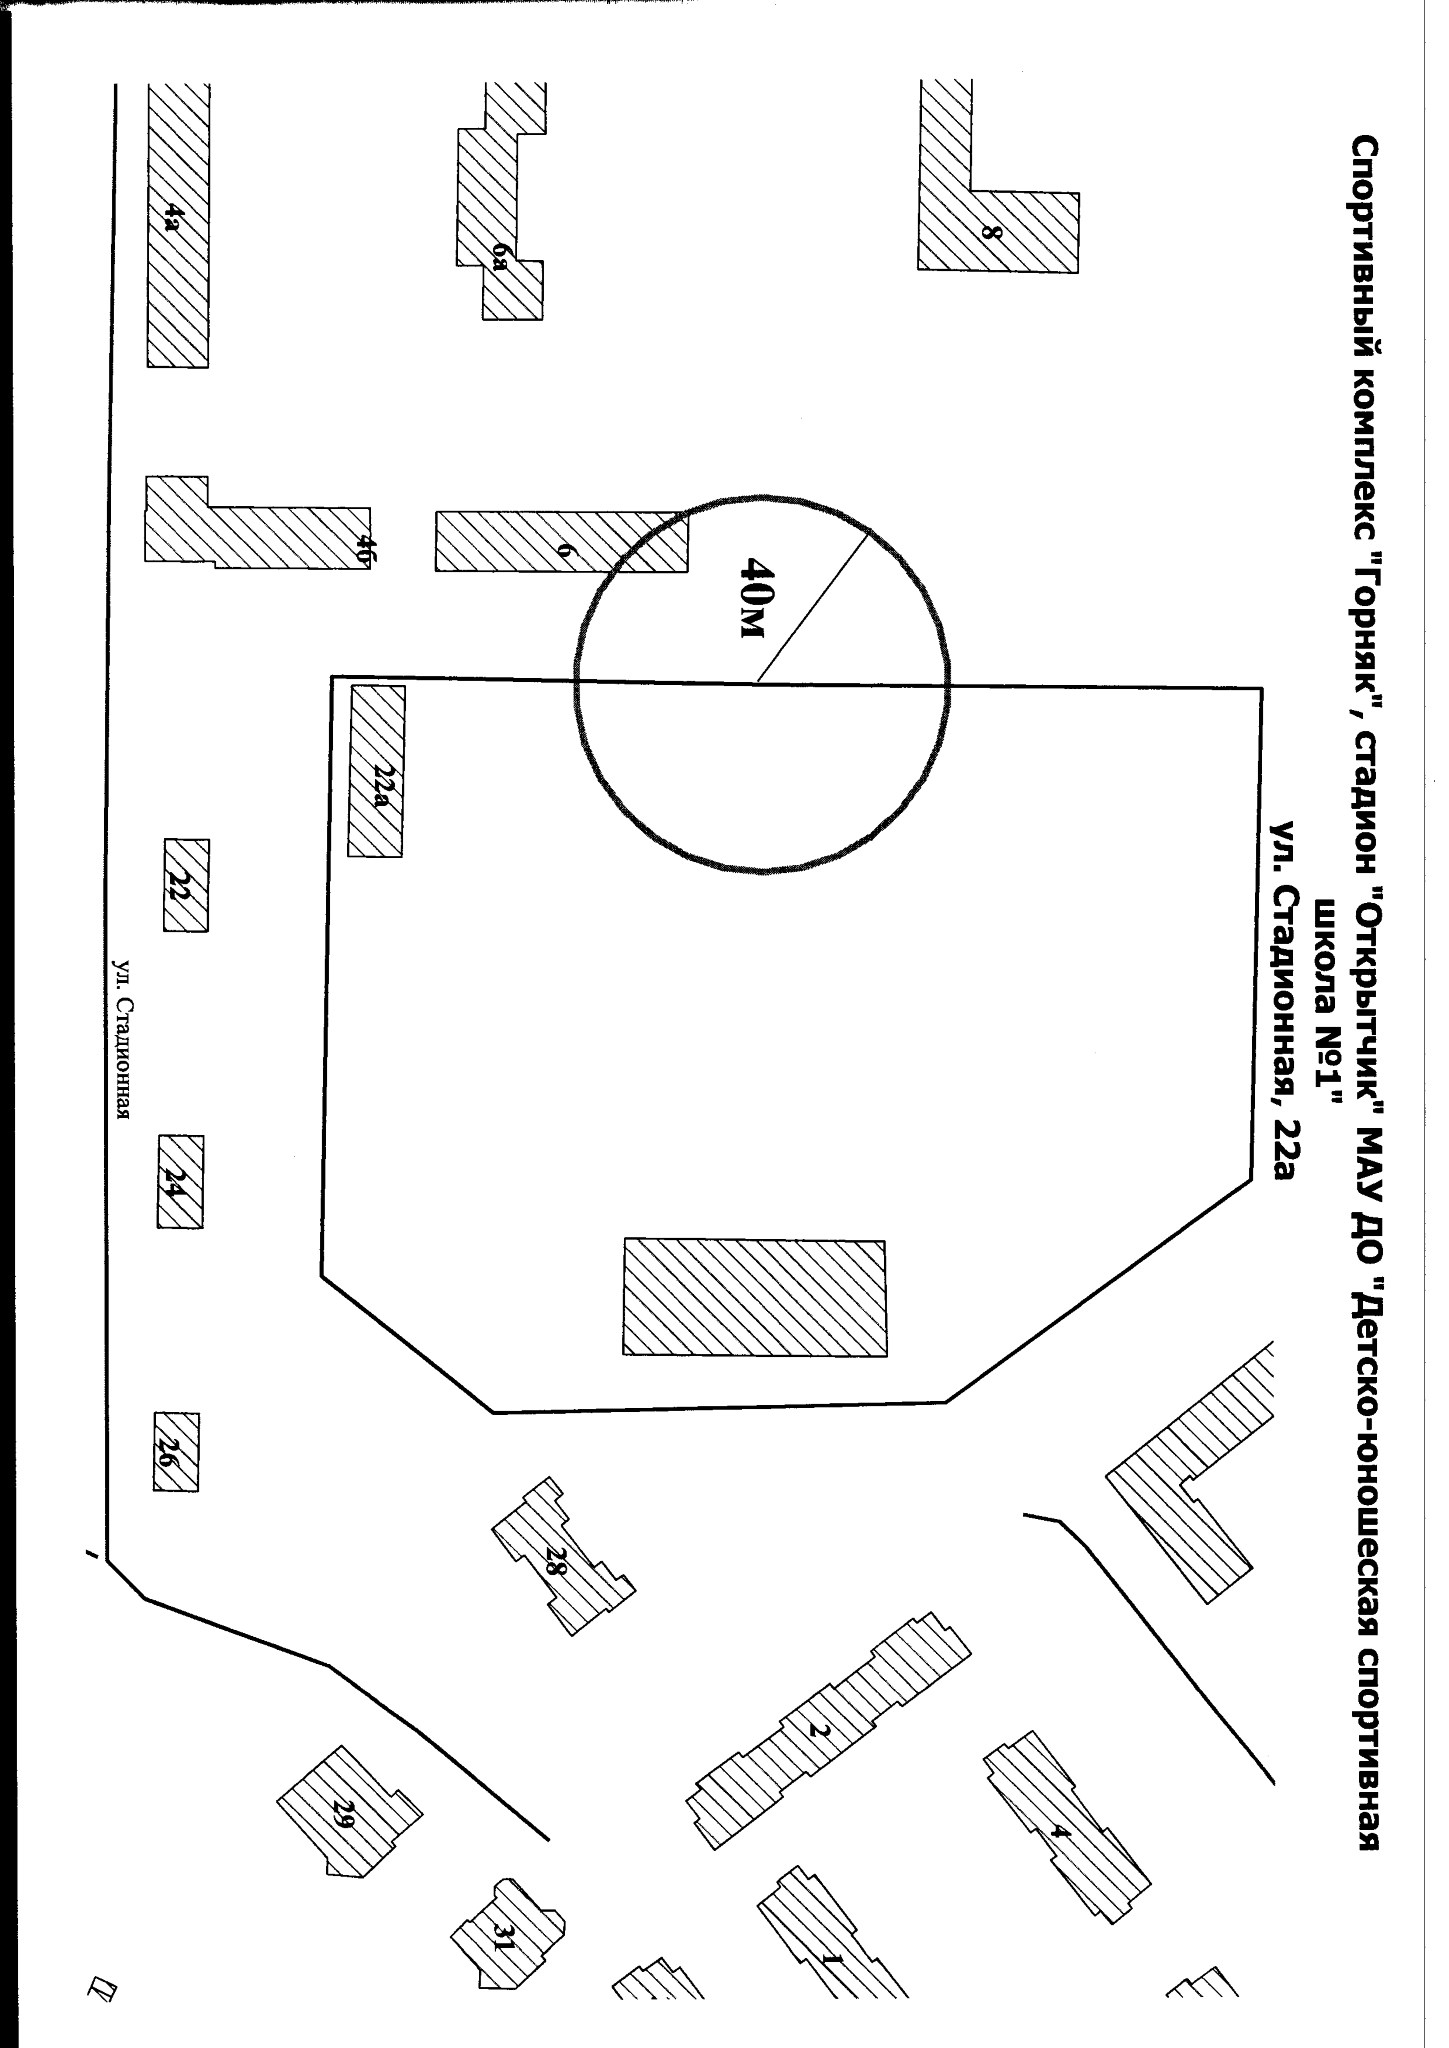 Спортивный комплекс "Горняк", стадион "Открытчик" МАУ ДО "Детско-юношеская спортивная
школа №1"
ул. Стадионная, 22а
8
6а
4а
40м
6
4б
22а
22
ул. Стадионная
24
26
28
2
4
29
31
1